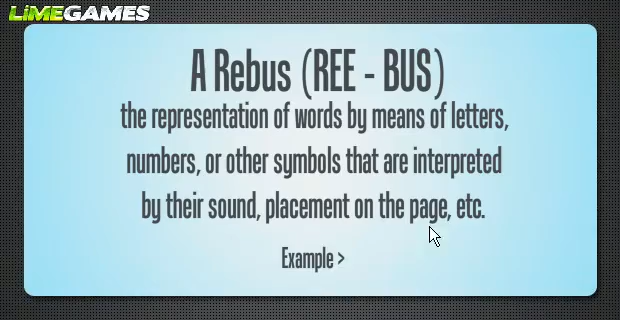 LiMEGAMES
A Rebus (REE - BUS)
the representation of words by means of letters,
numbers, or other symbols that are interpreted
by their sound, placement on the page, etc.
Example >